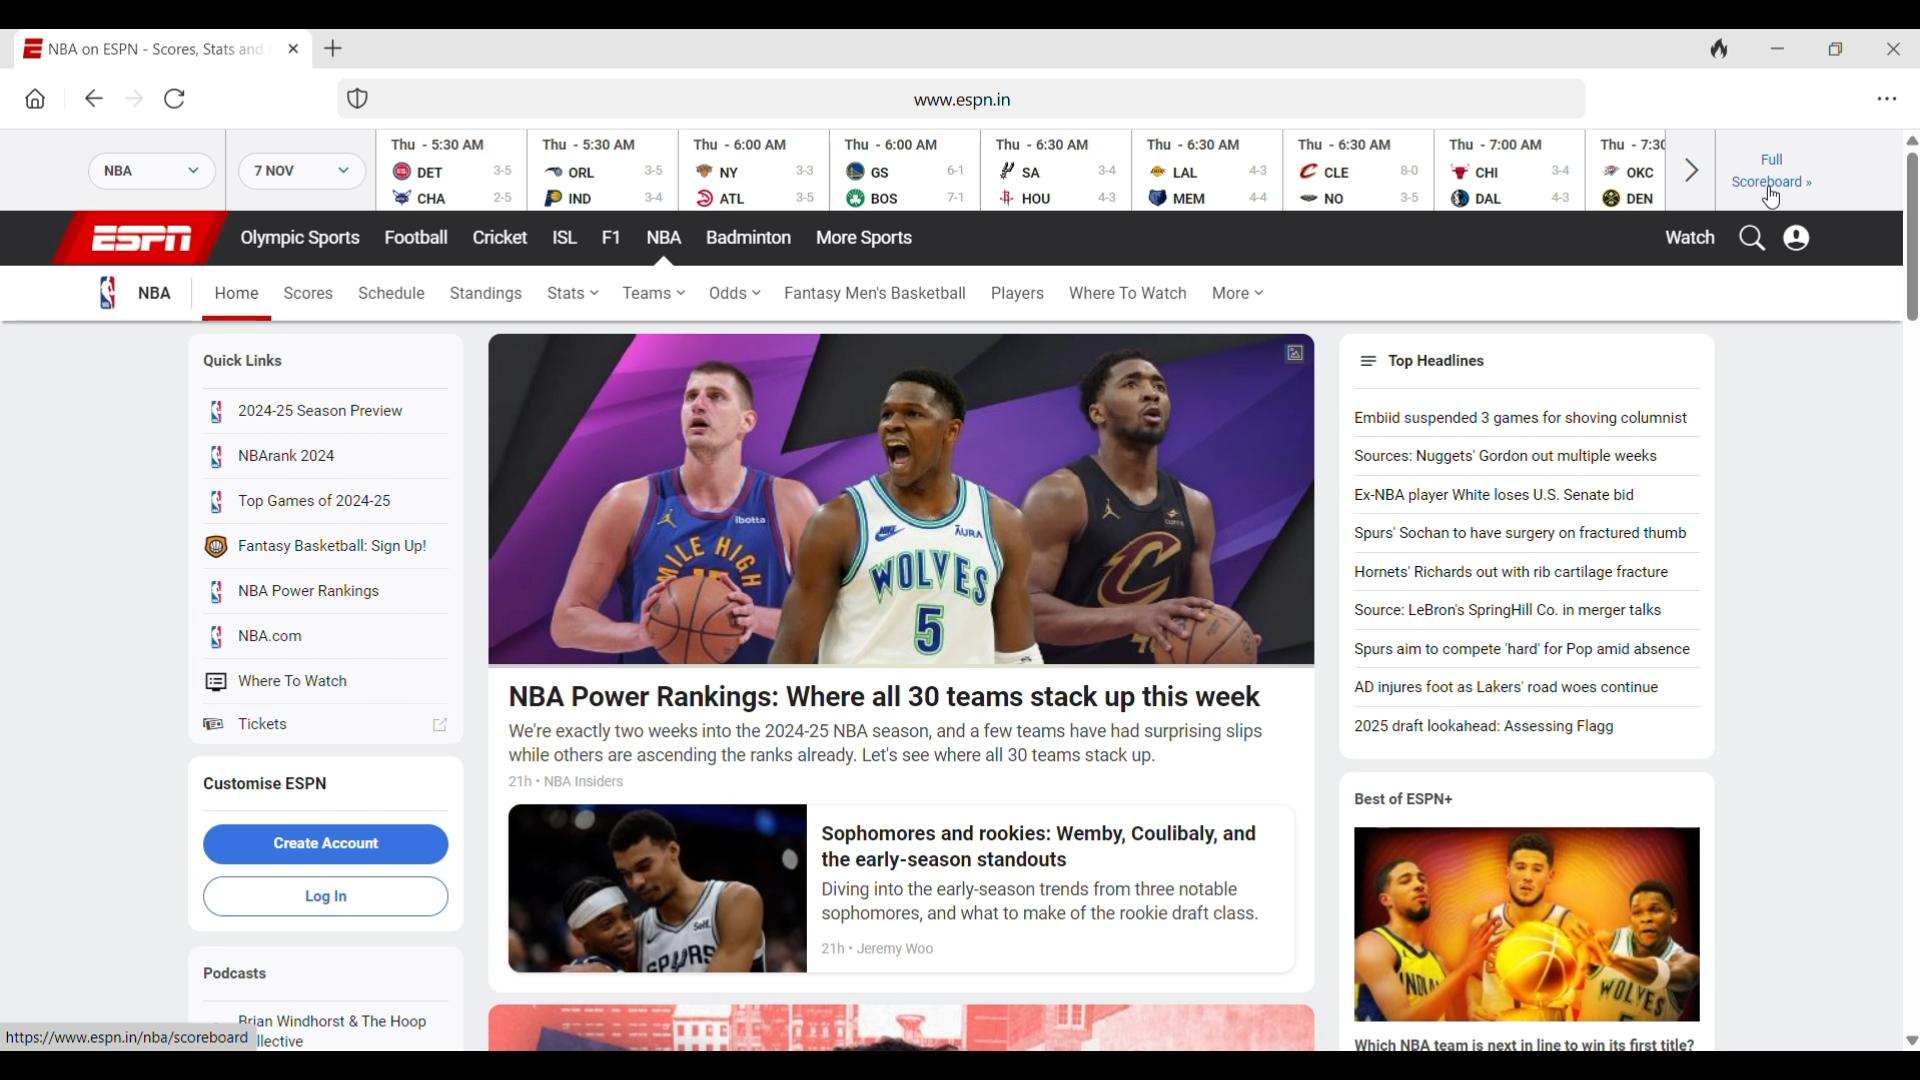 NBA on ESPN - Scores, Stats and
www.espn.in
NBA
7 NOV
Thu - 5:30 AM
DET 3-5
CHA 2-5
Thu - 5:30 AM
ORL 3-5
IND 3-4
Thu - 6:00 AM
NY 3-3
ATL 3-5
Thu - 6:00 AM
GS 6-1
BOS 7-1
Thu - 6:30 AM
SA 3-4
HOU 4-3
Thu - 6:30 AM
LAL 4-3
MEM 4-4
Thu - 6:30 AM
CLE 8-0
NO 3-5
Thu - 7:00 AM
CHI 3-4
DAL 4-3
Thu - 7:30
OKC
DEN
Full
Scoreboard »
ESPN Olympic Sports Football Cricket ISL F1 NBA Badminton More Sports Watch
NBA Home Scores Schedule Standings Stats Teams Odds Fantasy Men's Basketball Players Where To Watch More
Quick Links
2024-25 Season Preview
NBArank 2024
Top Games of 2024-25
Fantasy Basketball: Sign Up!
NBA Power Rankings
NBA.com
Where To Watch
Tickets
Customise ESPN
Create Account
Log In
Podcasts
Brian Windhorst & The Hoop
llective
https://www.espn.in/nba/scoreboard
MILE HIGH
ibotta
WOLVES
5
AURA
C
NBA Power Rankings: Where all 30 teams stack up this week
We're exactly two weeks into the 2024-25 NBA season, and a few teams have had surprising slips
while others are ascending the ranks already. Let's see where all 30 teams stack up.
21h • NBA Insiders
Self.
SPURS
Sophomores and rookies: Wemby, Coulibaly, and
the early-season standouts
Diving into the early-season trends from three notable
sophomores, and what to make of the rookie draft class.
21h • Jeremy Woo
Top Headlines
Embiid suspended 3 games for shoving columnist
Sources: Nuggets' Gordon out multiple weeks
Ex-NBA player White loses U.S. Senate bid
Spurs' Sochan to have surgery on fractured thumb
Hornets' Richards out with rib cartilage fracture
Source: LeBron's SpringHill Co. in merger talks
Spurs aim to compete 'hard' for Pop amid absence
AD injures foot as Lakers' road woes continue
2025 draft lookahead: Assessing Flagg
Best of ESPN+
INDI
WOLVES
Which NBA team is next in line to win its first title?